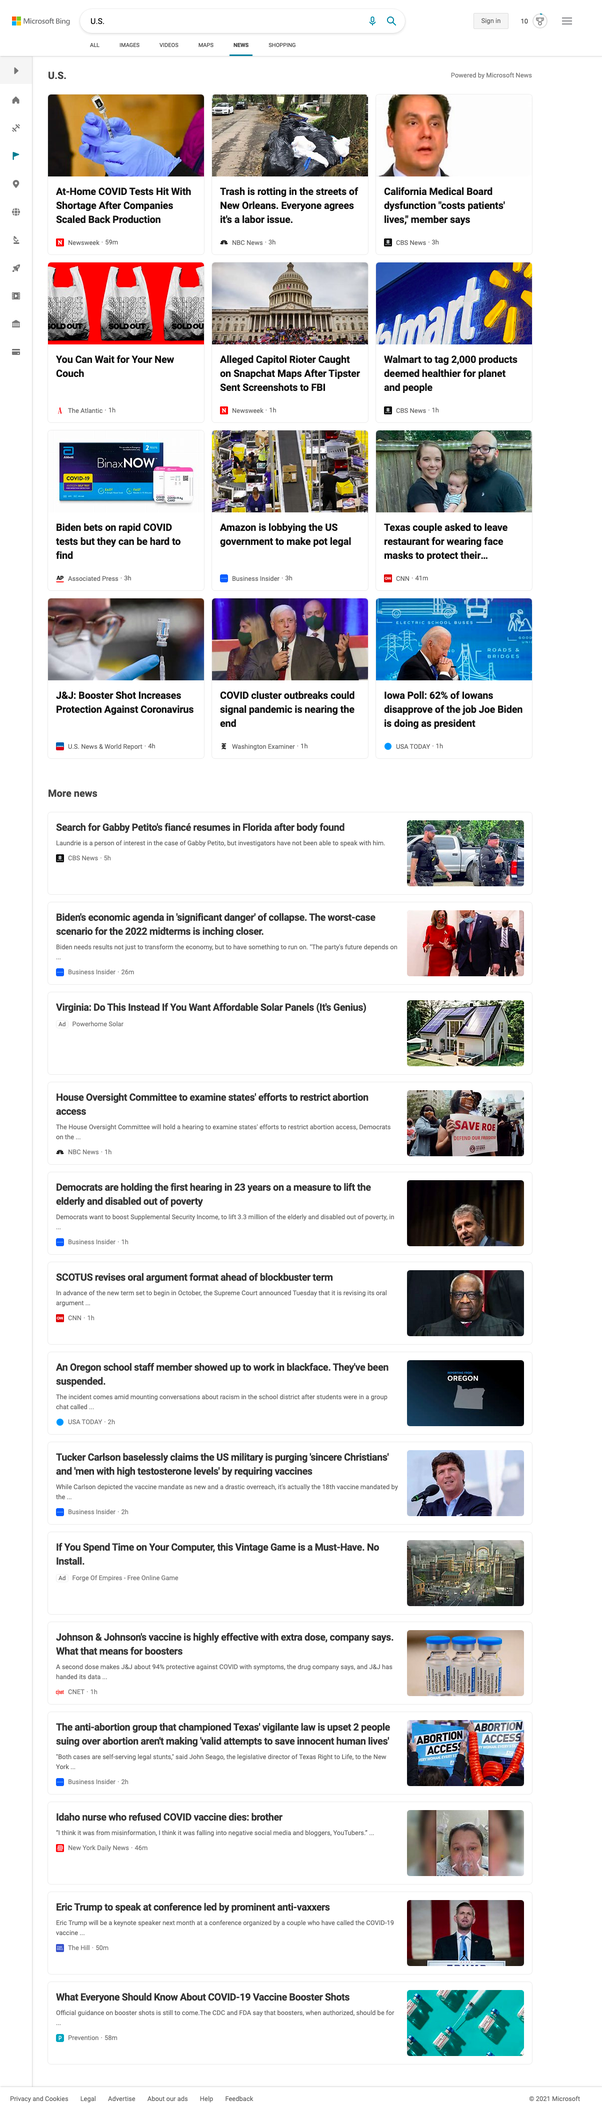 Microsoft Bing
U.S.
Sign in
10
ALL IMAGES VIDEOS MAPS NEWS SHOPPING
U.S.
Powered by Microsoft News
At-Home COVID Tests Hit With
Shortage After Companies
Scaled Back Production
Newsweek · 59m
Trash is rotting in the streets of
New Orleans. Everyone agrees
it's a labor issue.
NBC News · 3h
California Medical Board
dysfunction "costs patients'
lives," member says
CBS News · 3h
SOLD OUT
SOLD OUT
SOLD OU
You Can Wait for Your New
Couch
The Atlantic · 1h
Alleged Capitol Rioter Caught
on Snapchat Maps After Tipster
Sent Screenshots to FBI
Newsweek · 1h
almart
Walmart to tag 2,000 products
deemed healthier for planet
and people
CBS News · 1h
BinaxNOW
COVID-19
Biden bets on rapid COVID
tests but they can be hard to
find
AP Associated Press · 3h
Amazon is lobbying the US
government to make pot legal
Business Insider · 3h
Texas couple asked to leave
restaurant for wearing face
masks to protect their...
CNN · 41m
J&J: Booster Shot Increases
Protection Against Coronavirus
U.S. News & World Report · 4h
COVID cluster outbreaks could
signal pandemic is nearing the
end
Washington Examiner · 1h
ELECTRIC SCHOOL BUSES
ROADS &
BRIDGES
Iowa Poll: 62% of Iowans
disapprove of the job Joe Biden
is doing as president
USA TODAY · 1h
More news
Search for Gabby Petito's fiancé resumes in Florida after body found
Laundrie is a person of interest in the case of Gabby Petito, but investigators have not been able to speak with him.
CBS News · 5h
Biden's economic agenda in 'significant danger' of collapse. The worst-case
scenario for the 2022 midterms is inching closer.
Biden needs results not just to transform the economy, but to have something to run on. "The party's future depends on
...
Business Insider · 26m
Virginia: Do This Instead If You Want Affordable Solar Panels (It's Genius)
Ad Powerhome Solar
House Oversight Committee to examine states' efforts to restrict abortion
access
The House Oversight Committee will hold a hearing to examine states' efforts to restrict abortion access, Democrats
on the ...
NBC News · 1h
SAVE ROE
DEFEND OUR FREEDOM
Democrats are holding the first hearing in 23 years on a measure to lift the
elderly and disabled out of poverty
Democrats want to boost Supplemental Security Income, to lift 3.3 million of the elderly and disabled out of poverty, in
...
Business Insider · 1h
SCOTUS revises oral argument format ahead of blockbuster term
In advance of the new term set to begin in October, the Supreme Court announced Tuesday that it is revising its oral
argument ...
CNN · 1h
An Oregon school staff member showed up to work in blackface. They've been
suspended.
The incident comes amid mounting conversations about racism in the school district after students were in a group
chat called ...
USA TODAY · 2h
OREGON
Tucker Carlson baselessly claims the US military is purging 'sincere Christians'
and 'men with high testosterone levels' by requiring vaccines
While Carlson depicted the vaccine mandate as new and a drastic overreach, it's actually the 18th vaccine mandated by
the ...
Business Insider · 2h
If You Spend Time on Your Computer, this Vintage Game is a Must-Have. No
Install.
Ad Forge Of Empires - Free Online Game
Johnson & Johnson's vaccine is highly effective with extra dose, company says.
What that means for boosters
A second dose makes J&J about 94% protective against COVID with symptoms, the drug company says, and J&J has
handed its data ...
CNET · 1h
The anti-abortion group that championed Texas' vigilante law is upset 2 people
suing over abortion aren't making 'valid attempts to save innocent human lives'
"Both cases are self-serving legal stunts," said John Seago, the legislative director of Texas Right to Life, to the New
York ...
Business Insider · 2h
ABORTION
ACCESS
ABORTION
ACCESS
Idaho nurse who refused COVID vaccine dies: brother
"I think it was from misinformation, I think it was falling into negative social media and bloggers, YouTubers." ...
New York Daily News · 46m
Eric Trump to speak at conference led by prominent anti-vaxxers
Eric Trump will be a keynote speaker next month at a conference organized by a couple who have called the COVID-19
vaccine ...
The Hill · 50m
What Everyone Should Know About COVID-19 Vaccine Booster Shots
Official guidance on booster shots is still to come.The CDC and FDA say that boosters, when authorized, should be for
...
Prevention · 58m
Privacy and Cookies Legal Advertise About our ads Help Feedback
© 2021 Microsoft